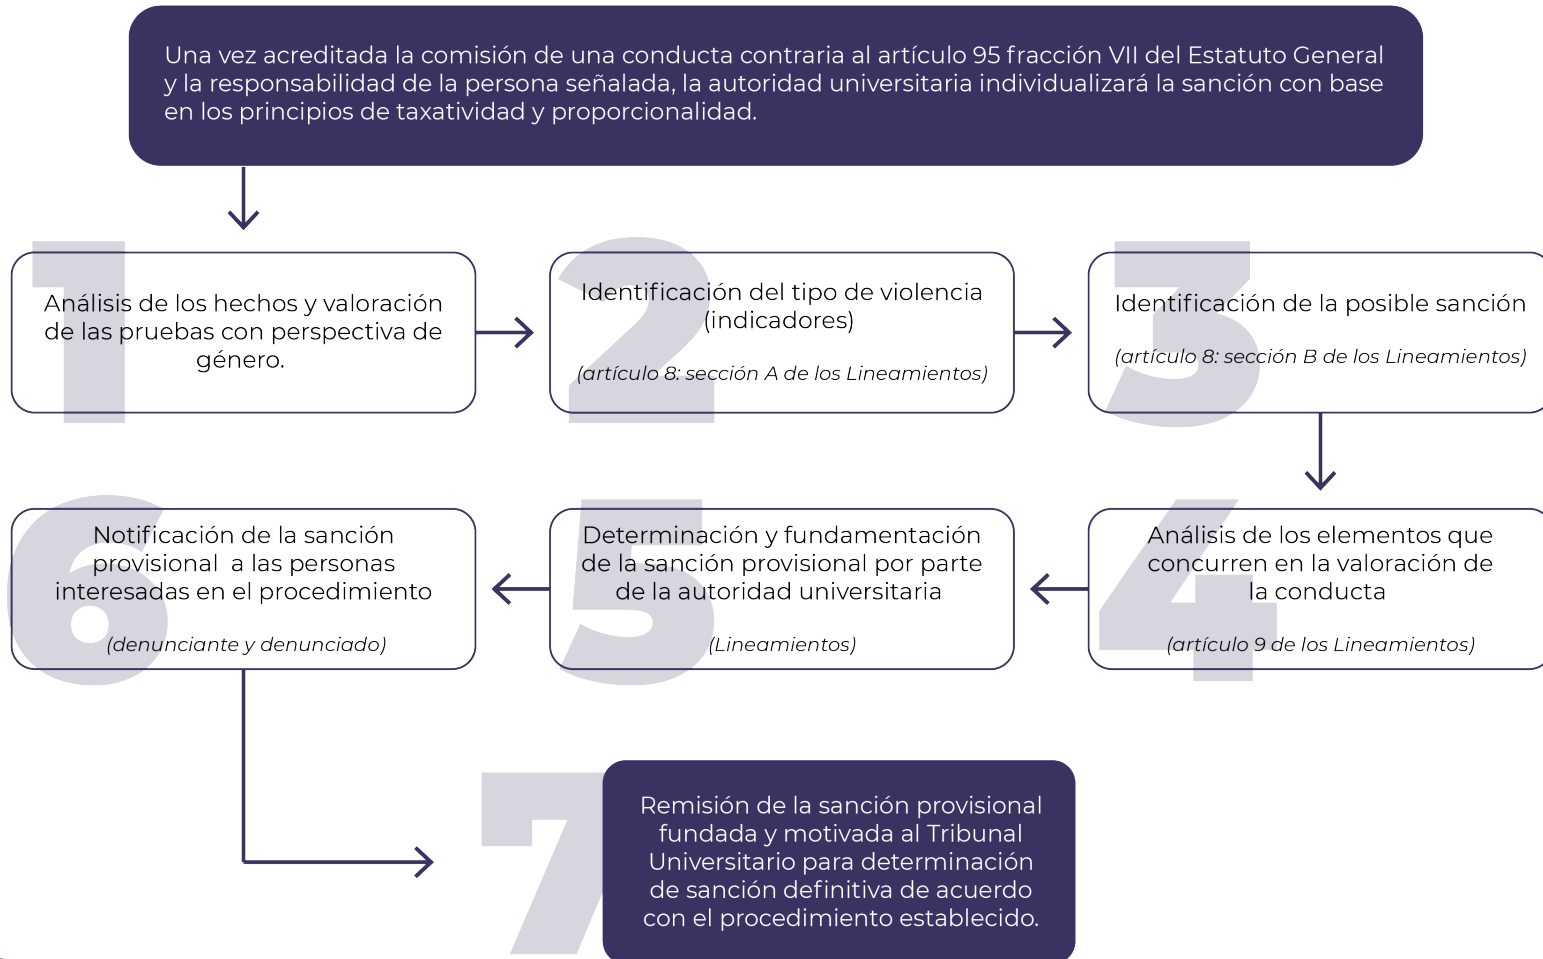 Una vez acreditada la comisión de una conducta contraria al artículo 95 fracción VII del Estatuto General
y la responsabilidad de la persona señalada, la autoridad universitaria individualizará la sanción con base
en los principios de taxatividad y proporcionalidad.
1
Análisis de los hechos y valoración
de las pruebas con perspectiva de
género.
2
Identificación del tipo de violencia
(indicadores)
(artículo 8: sección A de los Lineamientos)
3
Identificación de la posible sanción
(artículo 8: sección B de los Lineamientos)
4
Análisis de los elementos que
concurren en la valoración de
la conducta
(artículo 9 de los Lineamientos)
5
Determinación y fundamentación
de la sanción provisional por parte
de la autoridad universitaria
(Lineamientos)
6
Notificación de la sanción
provisional a las personas
interesadas en el procedimiento
(denunciante y denunciado)
7
Remisión de la sanción provisional
fundada y motivada al Tribunal
Universitario para determinación
de sanción definitiva de acuerdo
con el procedimiento establecido.